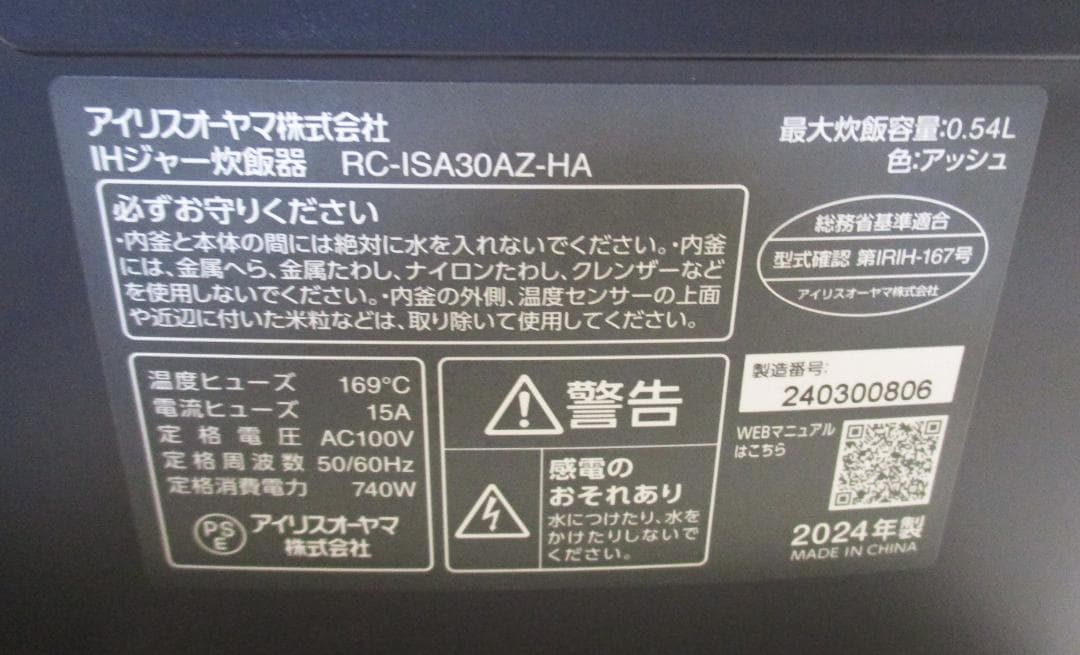 アイリスオーヤマ株式会社
IHジャー炊飯器 RC-ISA30AZ-HA
最大炊飯容量:0.54L
色:アッシュ
必ずお守りください
・内釜と本体の間には絶対に水を入れないでください。・内釜
には、金属へら、金属たわし、ナイロンたわし、クレンザーなど
を使用しないでください。・内釜の外側、温度センサーの上面
や近辺に付いた米粒などは、取り除いて使用してください。
総務省基準適合
型式確認 第IRIH-167号
アイリスオーヤマ株式会社
温度ヒューズ 169°C
電流ヒューズ 15A
定格電圧 AC100V
定格周波数 50/60Hz
定格消費電力 740W
PSE アイリスオーヤマ
株式会社
警告
感電の
おそれあり
水につけたり、水を
かけたりしないで
ください。
製造番号:
240300806
WEBマニュアル
はこちら
2024年製
MADE IN CHINA